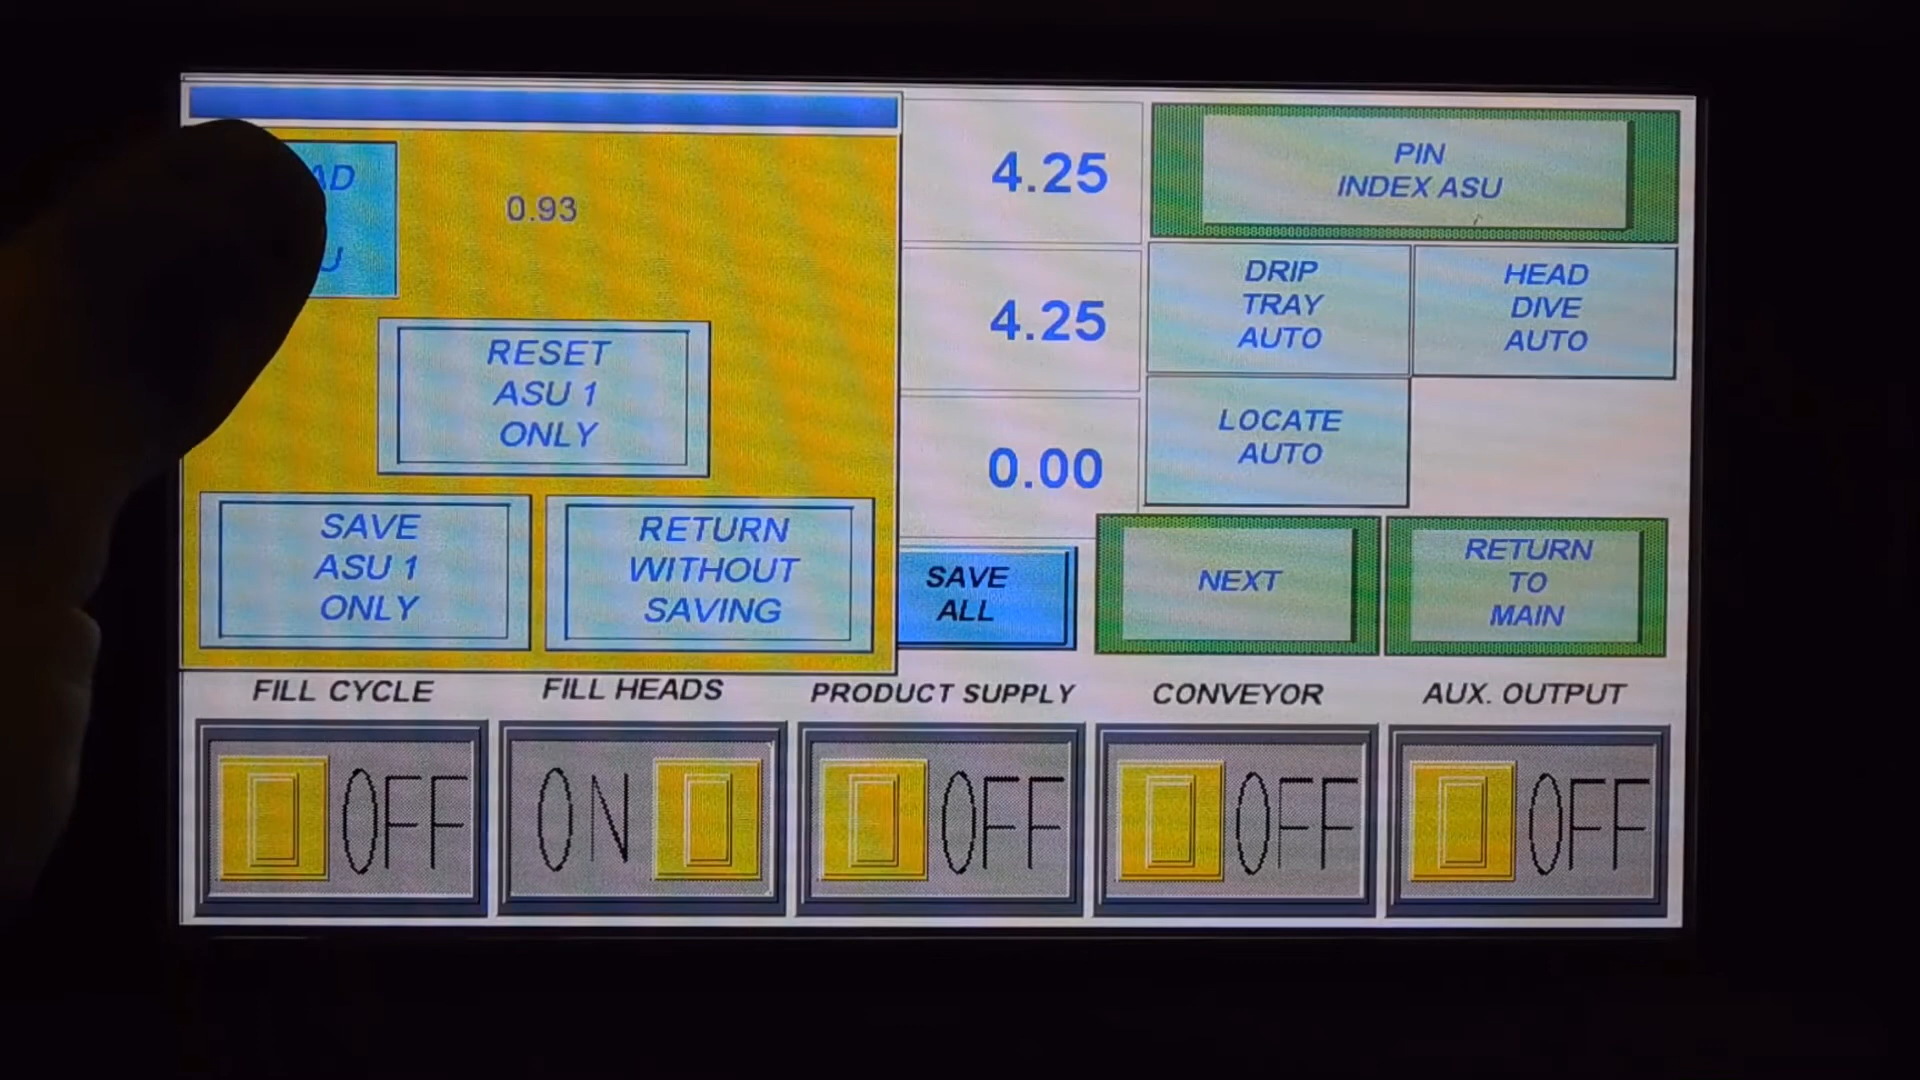 0.93
RESET
ASU 1
ONLY
SAVE
ASU 1
ONLY
RETURN
WITHOUT
SAVING
4.25
4.25
0.00
SAVE
ALL
PIN
INDEX ASU
DRIP
TRAY
AUTO
HEAD
DIVE
AUTO
LOCATE
AUTO
NEXT
RETURN
TO
MAIN
FILL CYCLE
FILL HEADS
PRODUCT SUPPLY
CONVEYOR
AUX. OUTPUT
OFF
ON
OFF
OFF
OFF